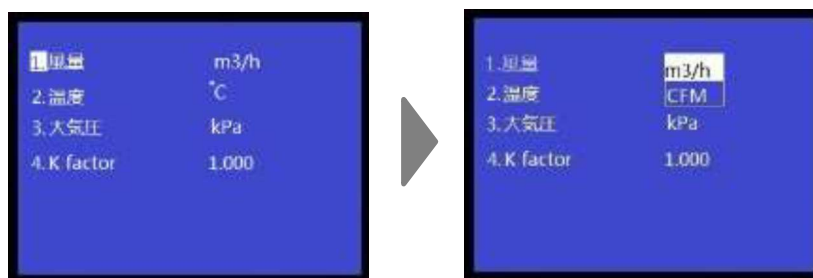 1.風量 m3/h
2.温度 ℃
3.大気圧 kPa
4.K factor 1.000
1.風量 m3/h
CFM
2.温度
3.大気圧 kPa
4.K factor 1.000